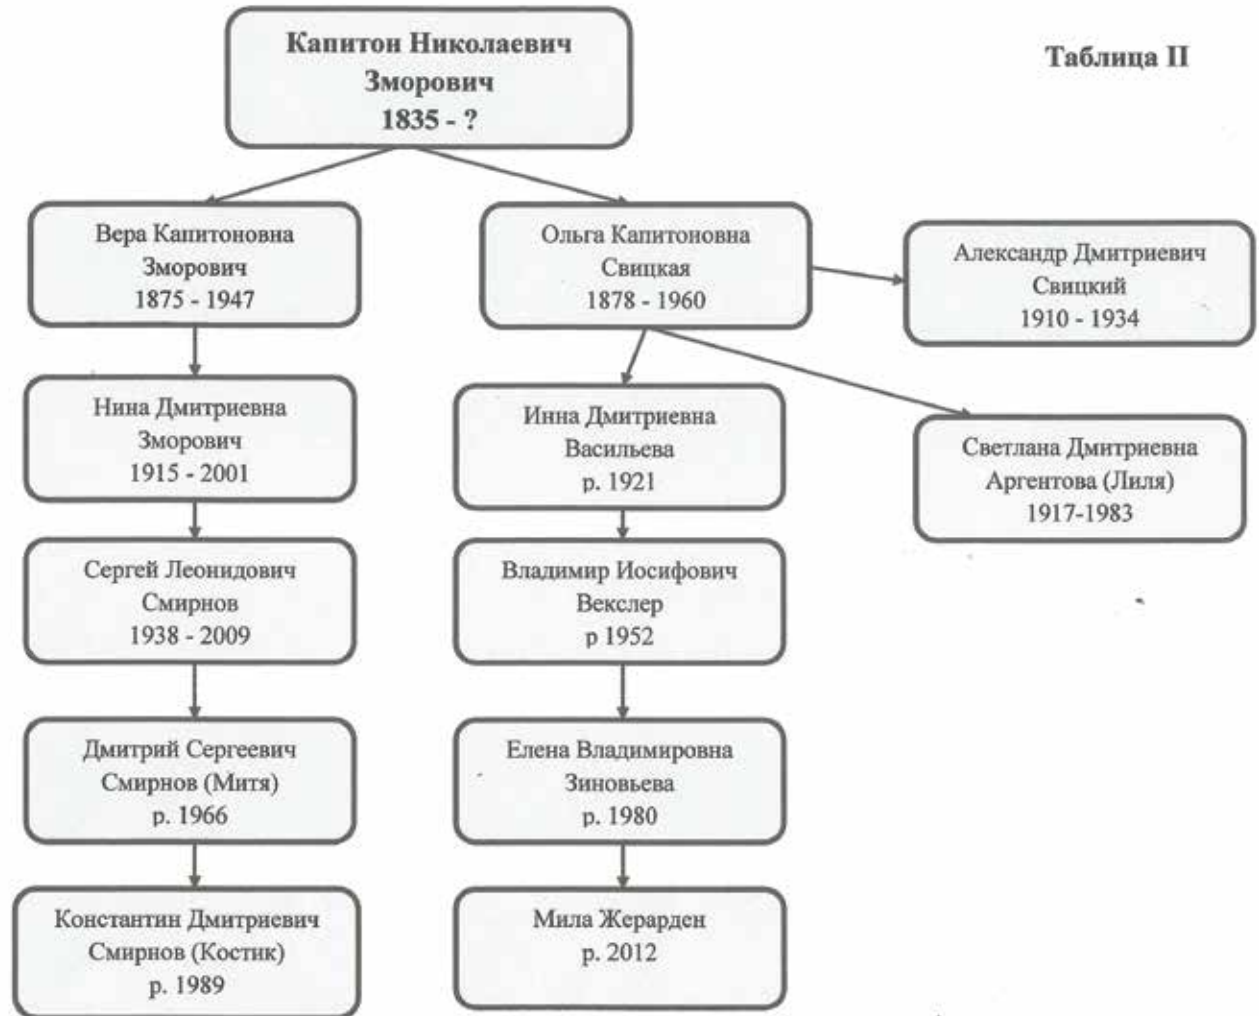 Капитон Николаевич
Зморович
1835 - ?
Таблица II
Вера Капитоновна
Зморович
1875 - 1947
Ольга Капитоновна
Свицкая
1878 - 1960
Александр Дмитриевич
Свицкий
1910 - 1934
Нина Дмитриевна
Зморович
1915 - 2001
Инна Дмитриевна
Васильева
р. 1921
Светлана Дмитриевна
Аргентова (Лиля)
1917-1983
Сергей Леонидович
Смирнов
1938 - 2009
Владимир Иосифович
Векслер
р 1952
Дмитрий Сергеевич
Смирнов (Митя)
р. 1966
Елена Владимировна
Зиновьева
р. 1980
Константин Дмитриевич
Смирнов (Костик)
р. 1989
Мила Жерарден
р. 2012